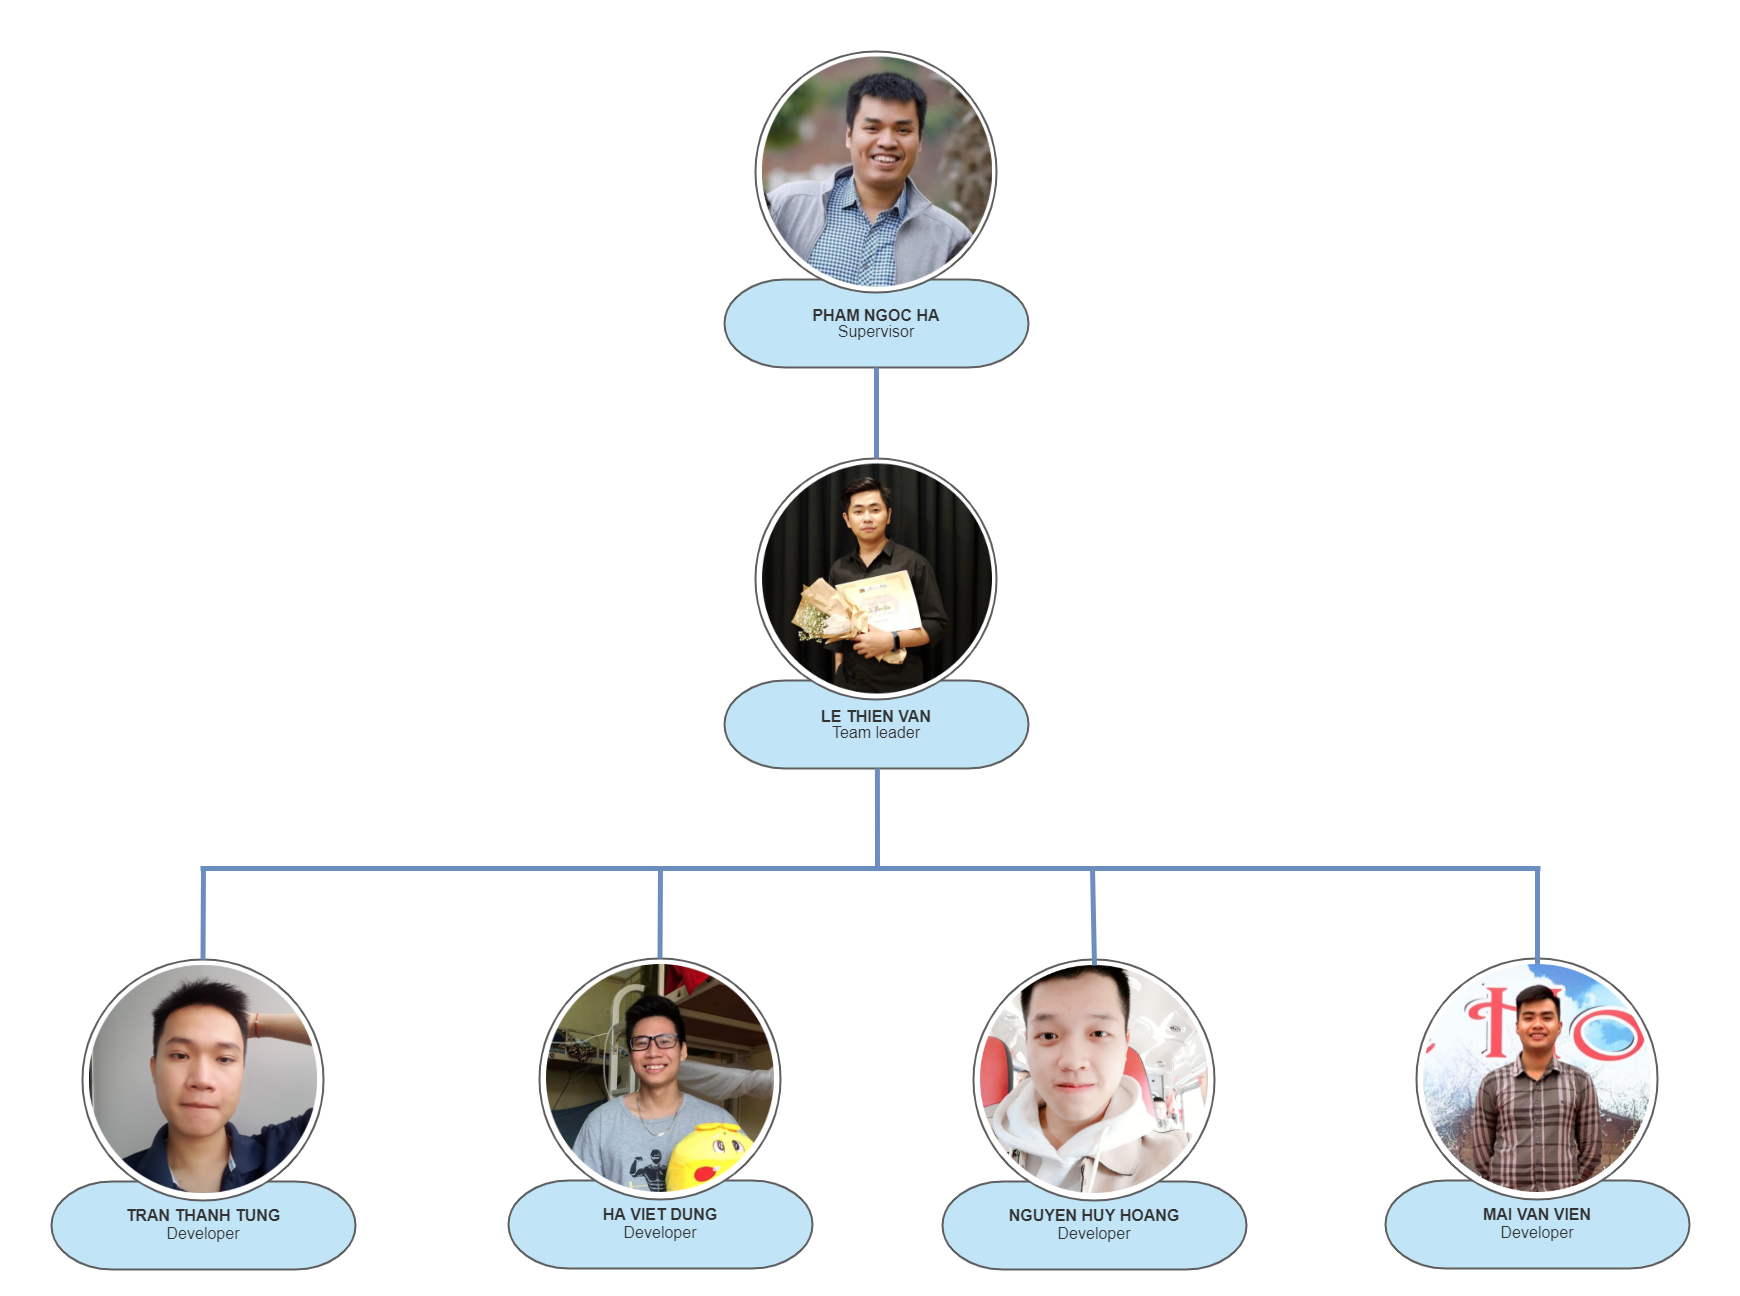 PHAM NGOC HA
Supervisor
LE THIEN VAN
Team leader
TRAN THANH TUNG
Developer
HA VIET DUNG
Developer
NGUYEN HUY HOANG
Developer
Ho
MAI VAN VIEN
Developer